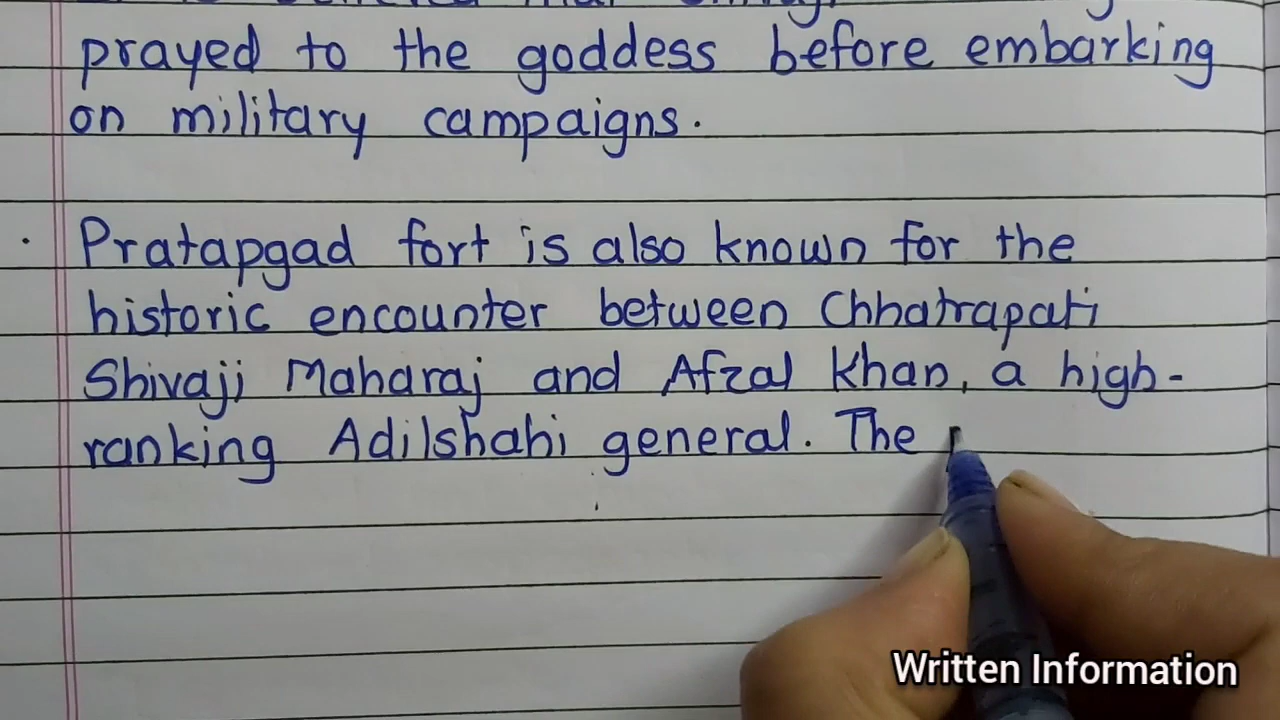 prayed to the goddess before embarking
on military campaigns.
. Pratapgad fort is also known for the
historic encounter between Chhatrapati
Shivaji Maharaj and Afzal Khan, a high-
ranking Adilshahi general. The
Written Information